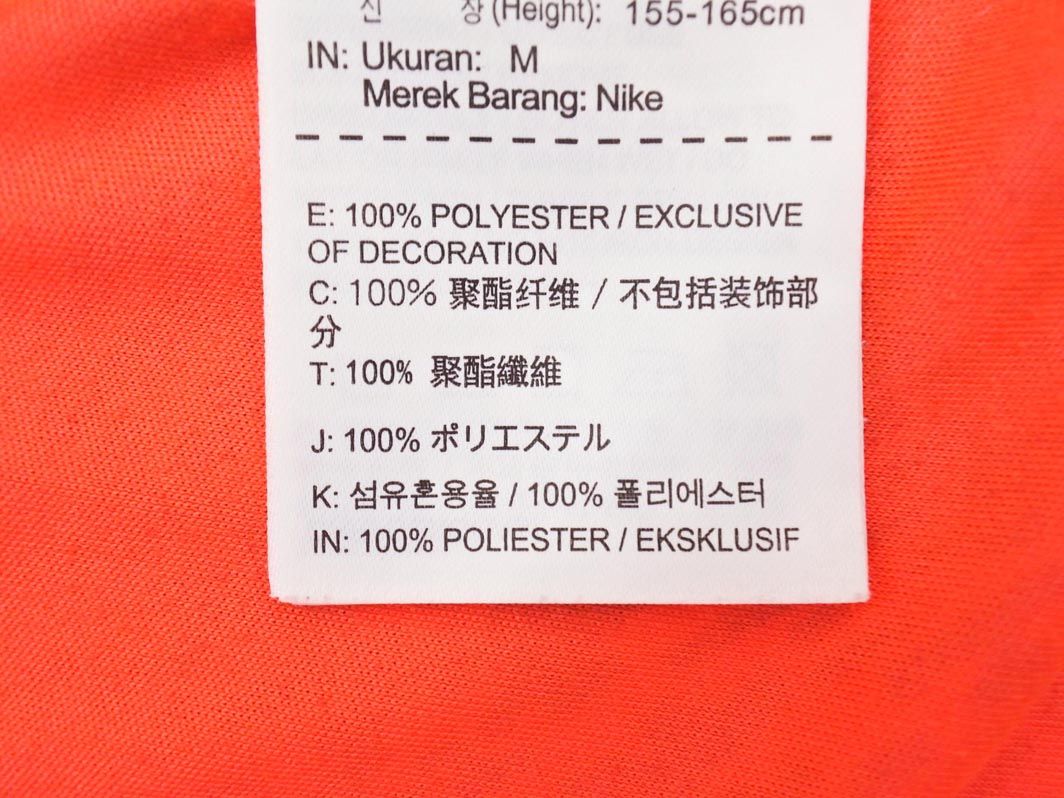 신 장 (Height): 155-165cm
IN: Ukuran: M
Merek Barang: Nike
E: 100% POLYESTER / EXCLUSIVE
OF DECORATION
C: 100% 聚酯纤维 / 不包括装饰部
分
T: 100% 聚酯纖維
J: 100% ポリエステル
K: 섬유혼용율 / 100% 폴리에스터
IN: 100% POLIESTER / EKSKLUSIF